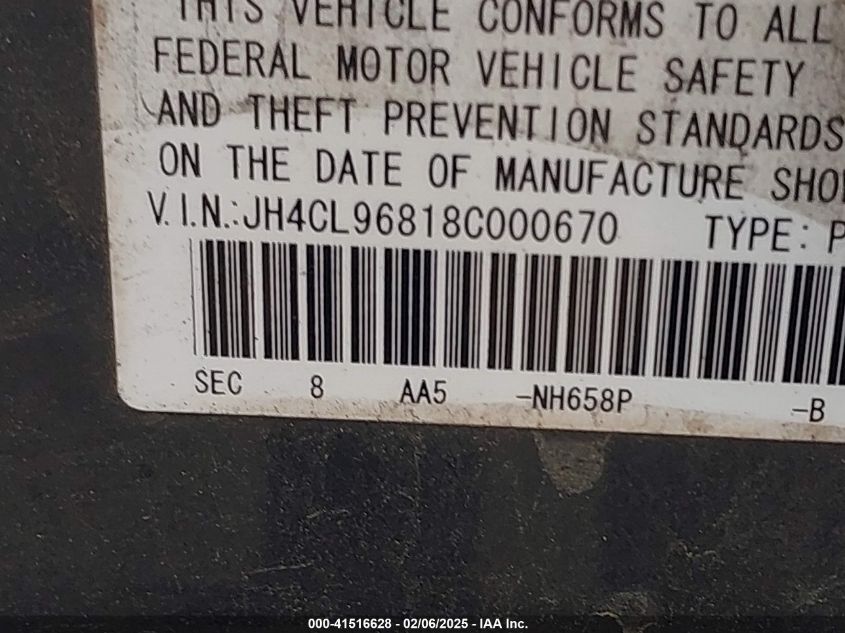 THIS VEHICLE CONFORMS TO ALL
FEDERAL MOTOR VEHICLE SAFETY
AND THEFT PREVENTION STANDARDS
ON THE DATE OF MANUFACTURE SHO
V.I.N.:JH4CL96818C000670 TYPE: P
SEC 8 AA5 -NH658P -B
000-41516628 - 02/06/2025 - IAA Inc.